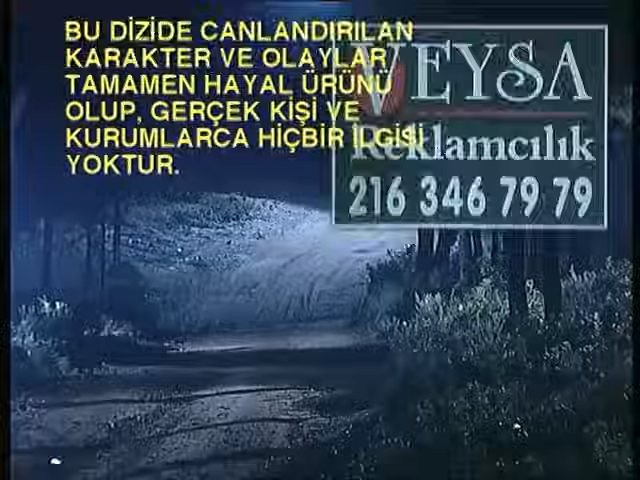 BU DİZİDE CANLANDIRILAN
KARAKTER VE OLAYLAR
TAMAMEN HAYAL ÜRÜNÜ
OLUP, GERÇEK KİŞİ VE
KURUMLARCA HİÇBİR İLGİSİ
YOKTUR.
VEYSA
Reklamcılık
216 346 79 79